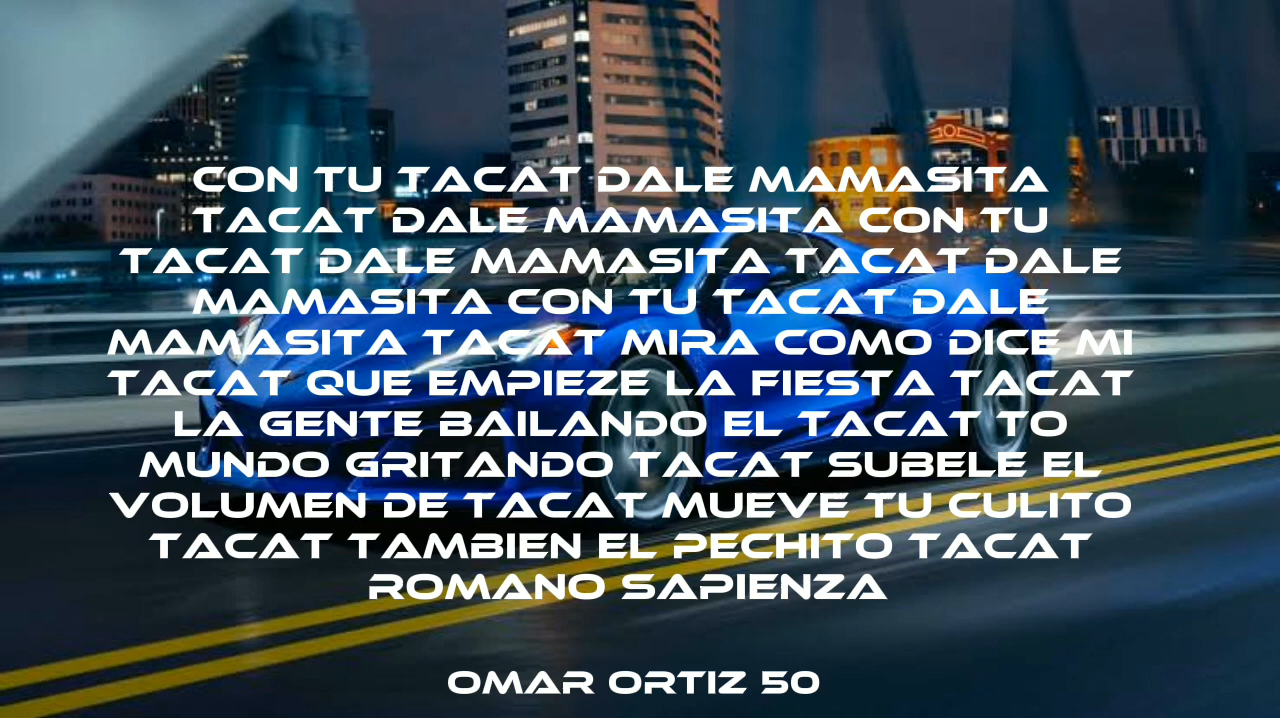 CON TU TACAT DALE MAMASITA
TACAT DALE MAMASITA CON TU
TACAT DALE MAMASITA TACAT DALE
MAMASITA CON TU TACAT DALE
MAMASITA TACAT MIRA COMO DICE MI
TACAT QUE EMPIEZE LA FIESTA TACAT
LA GENTE BAILANDO EL TACAT TO
MUNDO GRITANDO TACAT SUBELE EL
VOLUMEN DE TACAT MUEVE TU CULITO
TACAT TAMBIEN EL PECHITO TACAT
ROMANO SAPIENZA
OMAR ORTIZ 50